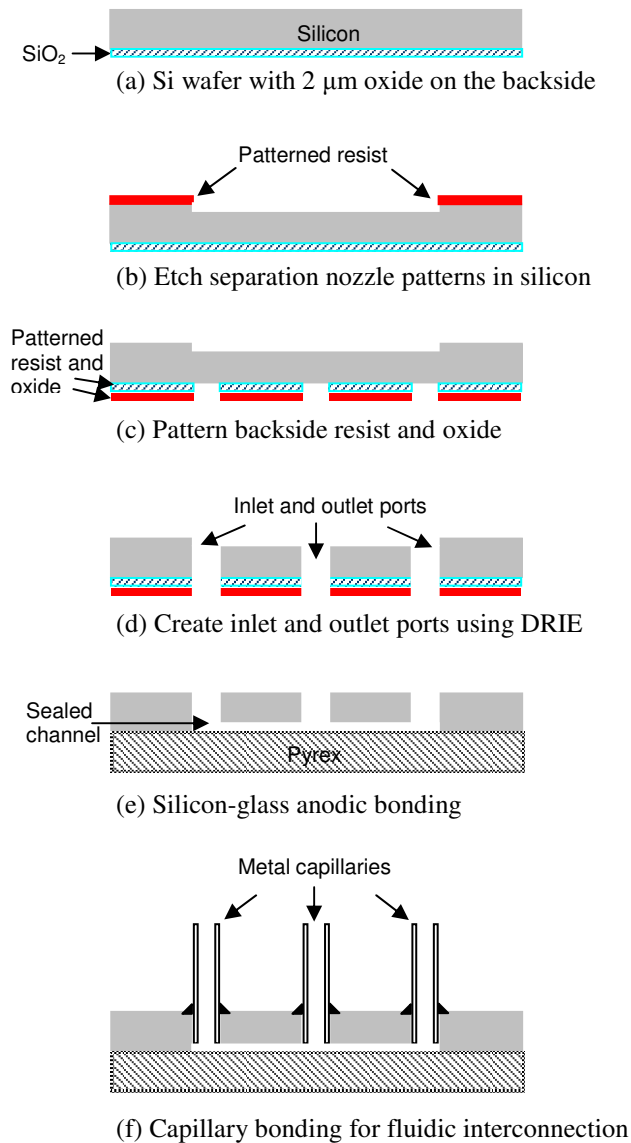 Silicon
SiO₂
(a) Si wafer with 2 μm oxide on the backside
Patterned resist
(b) Etch separation nozzle patterns in silicon
Patterned
resist and
oxide
(c) Pattern backside resist and oxide
Inlet and outlet ports
(d) Create inlet and outlet ports using DRIE
Sealed
channel
Pyrex
(e) Silicon-glass anodic bonding
Metal capillaries
(f) Capillary bonding for fluidic interconnection